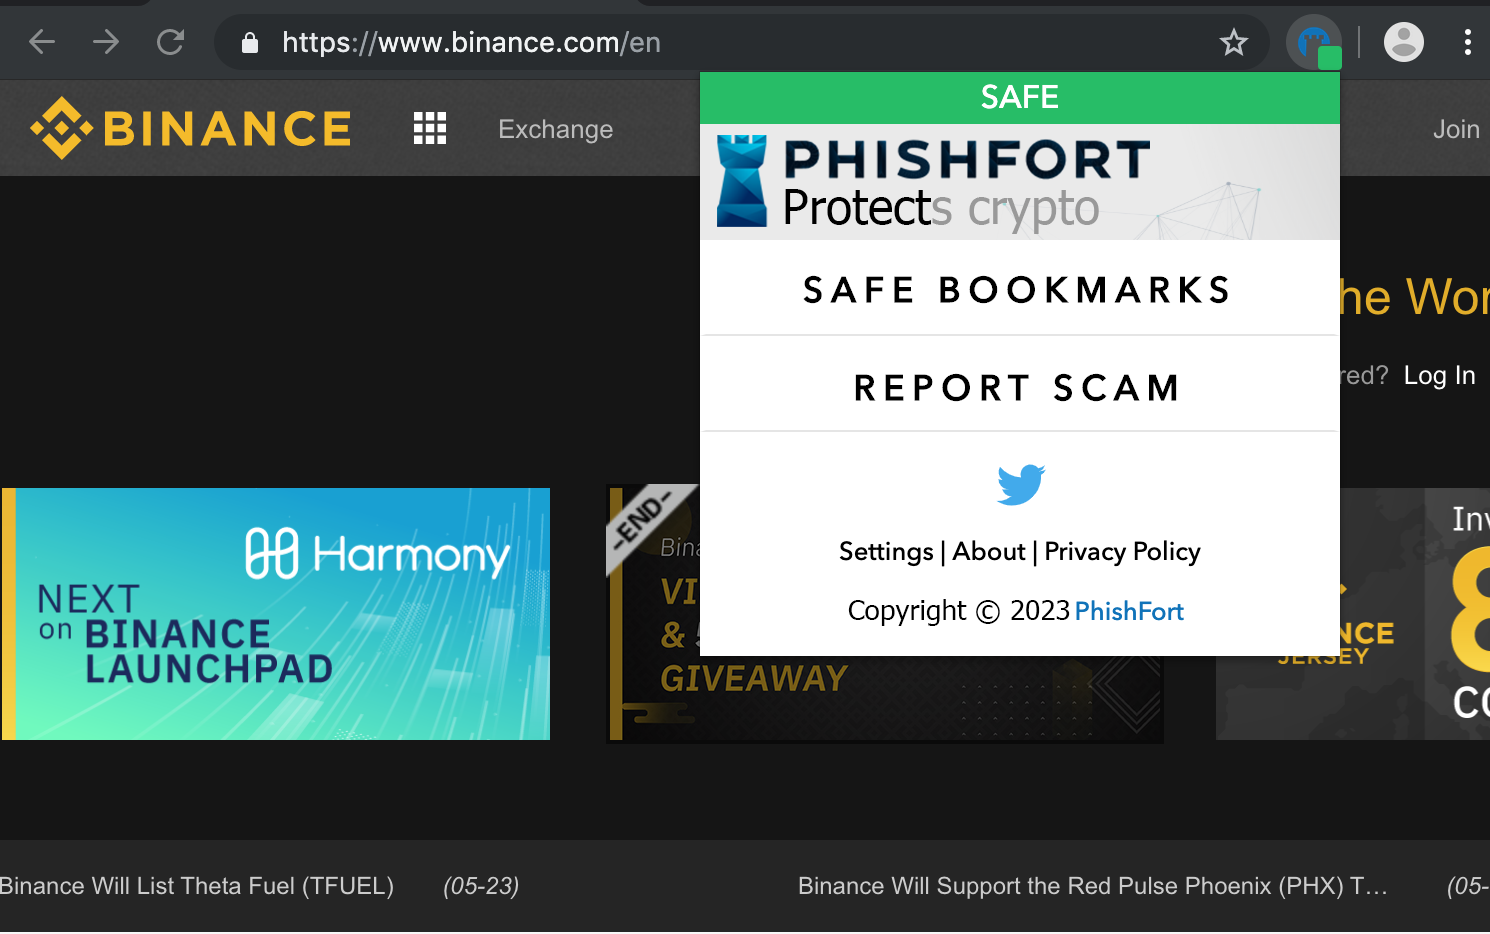 https://www.binance.com/en
BINANCE
Exchange
Join
SAFE
PHISHFORT
Protects crypto
SAFE BOOKMARKS
REPORT SCAM
Settings | About | Privacy Policy
Copyright © 2023 PhishFort
he Wor
red? Log In
Harmony
NEXT
on BINANCE
LAUNCHPAD
-END-
Bina
VI
& 5
GIVEAWAY
Inv
8
NCE
JERSEY
CO
Binance Will List Theta Fuel (TFUEL) (05-23)
Binance Will Support the Red Pulse Phoenix (PHX) T... (05-